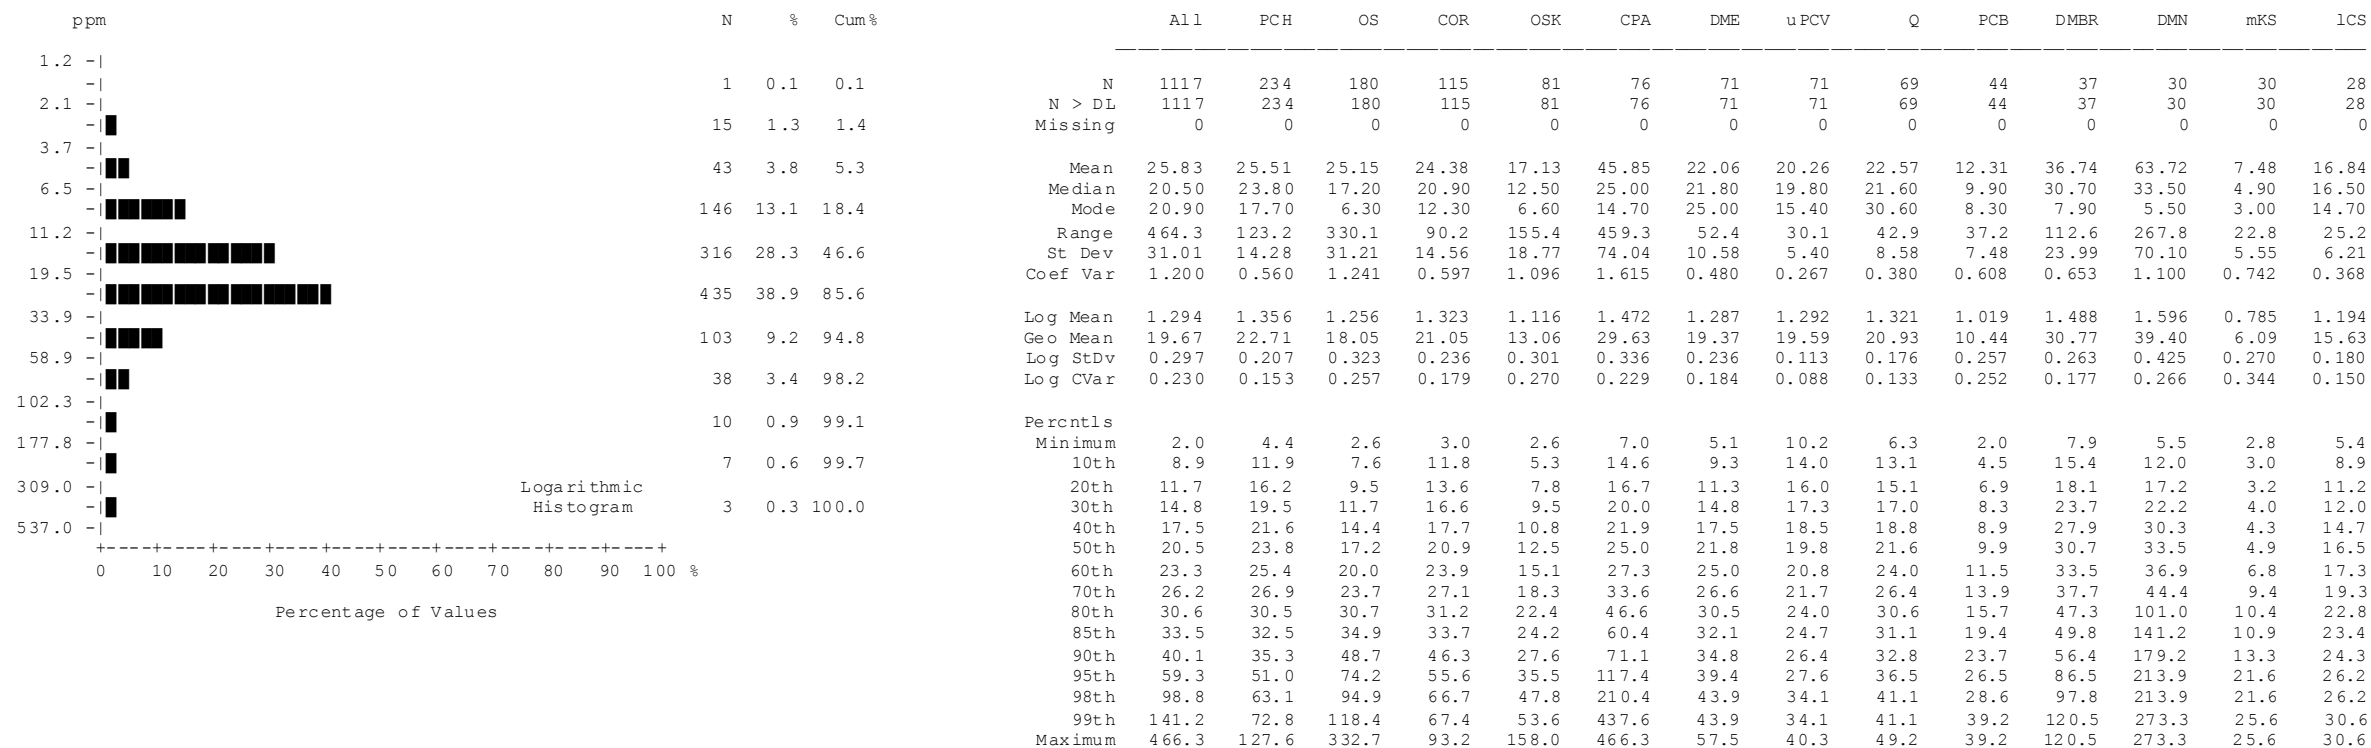 ppm N % Cum% All PCH OS COR OSK CPA DME uPCV Q PCB DMBR DMN mKS lCS
1.2 -|
-| 1 0.1 0.1 N 1117 234 180 115 81 76 71 71 69 44 37 30 30 28
2.1 -| N > DL 1117 234 180 115 81 76 71 71 69 44 37 30 30 28
-| 15 1.3 1.4 Missing 0 0 0 0 0 0 0 0 0 0 0 0 0 0
3.7 -|
-| 43 3.8 5.3 Mean 25.83 25.51 25.15 24.38 17.13 45.85 22.06 20.26 22.57 12.31 36.74 63.72 7.48 16.84
6.5 -| Median 20.50 23.80 17.20 20.90 12.50 25.00 21.80 19.80 21.60 9.90 30.70 33.50 4.90 16.50
-| 146 13.1 18.4 Mode 20.90 17.70 6.30 12.30 6.60 14.70 25.00 15.40 30.60 8.30 7.90 5.50 3.00 14.70
11.2 -| Range 464.3 123.2 330.1 90.2 155.4 459.3 52.4 30.1 42.9 37.2 112.6 267.8 22.8 25.2
-| 316 28.3 46.6 St Dev 31.01 14.28 31.21 14.56 18.77 74.04 10.58 5.40 8.58 7.48 23.99 70.10 5.55 6.21
19.5 -| Coef Var 1.200 0.560 1.241 0.597 1.096 1.615 0.480 0.267 0.380 0.608 0.653 1.100 0.742 0.368
-| 435 38.9 85.6
33.9 -| Log Mean 1.294 1.356 1.256 1.323 1.116 1.472 1.287 1.292 1.321 1.019 1.488 1.596 0.785 1.194
-| 103 9.2 94.8 Geo Mean 19.67 22.71 18.05 21.05 13.06 29.63 19.37 19.59 20.93 10.44 30.77 39.40 6.09 15.63
58.9 -| Log StDv 0.297 0.207 0.323 0.236 0.301 0.336 0.236 0.113 0.176 0.257 0.263 0.425 0.270 0.180
-| 38 3.4 98.2 Log CVar 0.230 0.153 0.257 0.179 0.270 0.229 0.184 0.088 0.133 0.252 0.177 0.266 0.344 0.150
102.3 -|
-| 10 0.9 99.1 Percntls
177.8 -| Minimum 2.0 4.4 2.6 3.0 2.6 7.0 5.1 10.2 6.3 2.0 7.9 5.5 2.8 5.4
-| 7 0.6 99.7 10th 8.9 11.9 7.6 11.8 5.3 14.6 9.3 14.0 13.1 4.5 15.4 12.0 3.0 8.9
309.0 -| Logarithmic 20th 11.7 16.2 9.5 13.6 7.8 16.7 11.3 16.0 15.1 6.9 18.1 17.2 3.2 11.2
-| Histogram 3 0.3 100.0 30th 14.8 19.5 11.7 16.6 9.5 20.0 14.8 17.3 17.0 8.3 23.7 22.2 4.0 12.0
537.0 -| 40th 17.5 21.6 14.4 17.7 10.8 21.9 17.5 18.5 18.8 8.9 27.9 30.3 4.3 14.7
+----+----+----+----+----+----+----+----+----+----+ 50th 20.5 23.8 17.2 20.9 12.5 25.0 21.8 19.8 21.6 9.9 30.7 33.5 4.9 16.5
0 10 20 30 40 50 60 70 80 90 100 % 60th 23.3 25.4 20.0 23.9 15.1 27.3 25.0 20.8 24.0 11.5 33.5 36.9 6.8 17.3
70th 26.2 26.9 23.7 27.1 18.3 33.6 26.6 21.7 26.4 13.9 37.7 44.4 9.4 19.3
Percentage of Values 80th 30.6 30.5 30.7 31.2 22.4 46.6 30.5 24.0 30.6 15.7 47.3 101.0 10.4 22.8
85th 33.5 32.5 34.9 33.7 24.2 60.4 32.1 24.7 31.1 19.4 49.8 141.2 10.9 23.4
90th 40.1 35.3 48.7 46.3 27.6 71.1 34.8 26.4 32.8 23.7 56.4 179.2 13.3 24.3
95th 59.3 51.0 74.2 55.6 35.5 117.4 39.4 27.6 36.5 26.5 86.5 213.9 21.6 26.2
98th 98.8 63.1 94.9 66.7 47.8 210.4 43.9 34.1 41.1 28.6 97.8 213.9 21.6 26.2
99th 141.2 72.8 118.4 67.4 53.6 437.6 43.9 34.1 41.1 39.2 120.5 273.3 25.6 30.6
Maximum 466.3 127.6 332.7 93.2 158.0 466.3 57.5 40.3 49.2 39.2 120.5 273.3 25.6 30.6